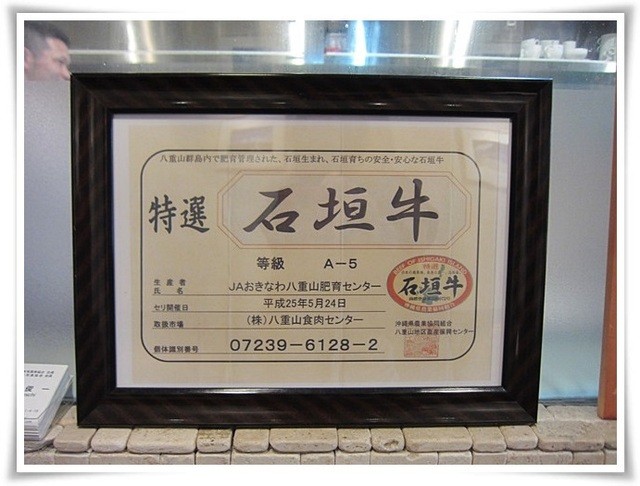 八重山群島内で肥育管理された、石垣生まれ、石垣育ちの安全・安心な石垣牛
特選 石垣牛
等級 A－5
生産者氏名 JAおきなわ八重山肥育センター
セリ開催日 平成25年5月24日
取扱市場 (株)八重山食肉センター
個体識別番号 07239-6128-2
BEEF OF ISHIGAKI ISLAND
特選
石垣牛
沖縄県農業協同組合
八重山地区畜産振興センター